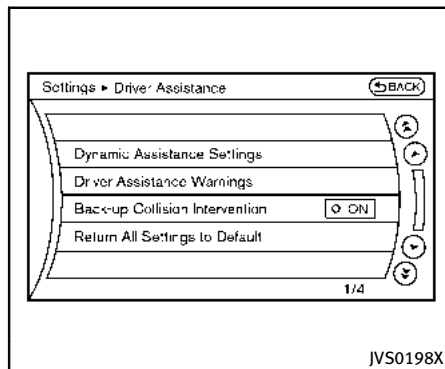 Settings ▸ Driver Assistance
BACK
Dynamic Assistance Settings
Driver Assistance Warnings
Back-up Collision Intervention
ON
Return All Settings to Default
1/4
JVS0198X